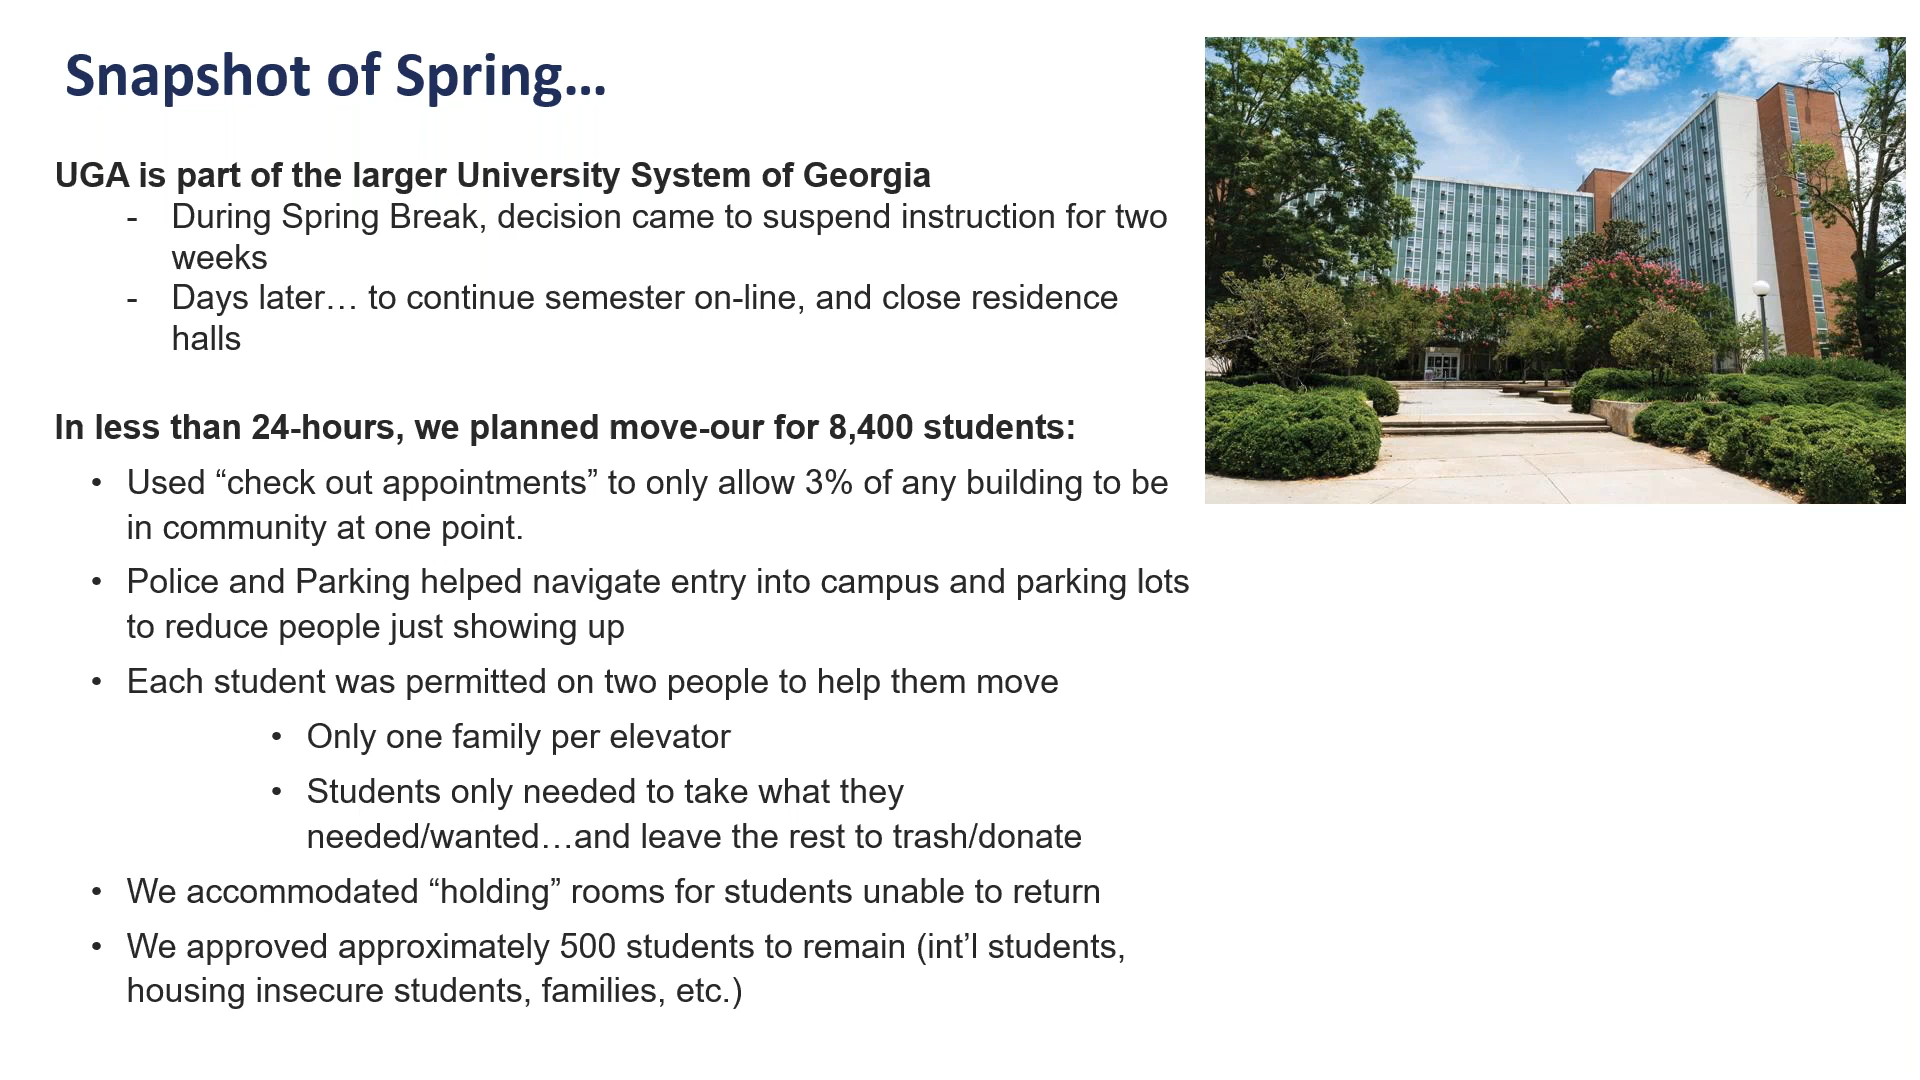 Snapshot of Spring...
UGA is part of the larger University System of Georgia
- During Spring Break, decision came to suspend instruction for two
weeks
- Days later… to continue semester on-line, and close residence
halls
In less than 24-hours, we planned move-our for 8,400 students:
• Used “check out appointments” to only allow 3% of any building to be
in community at one point.
• Police and Parking helped navigate entry into campus and parking lots
to reduce people just showing up
• Each student was permitted on two people to help them move
• Only one family per elevator
• Students only needed to take what they
needed/wanted…and leave the rest to trash/donate
• We accommodated “holding” rooms for students unable to return
• We approved approximately 500 students to remain (int’l students,
housing insecure students, families, etc.)